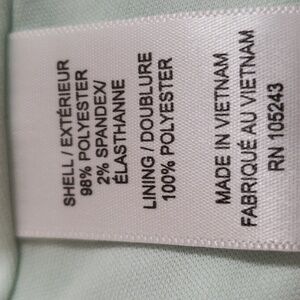 SHELL / EXTÉRIEUR
98% POLYESTER
2% SPANDEX/
ÉLASTHANNE
LINING / DOUBLURE
100% POLYESTER
MADE IN VIETNAM
FABRIQUÉ AU VIETNAM
RN 105243